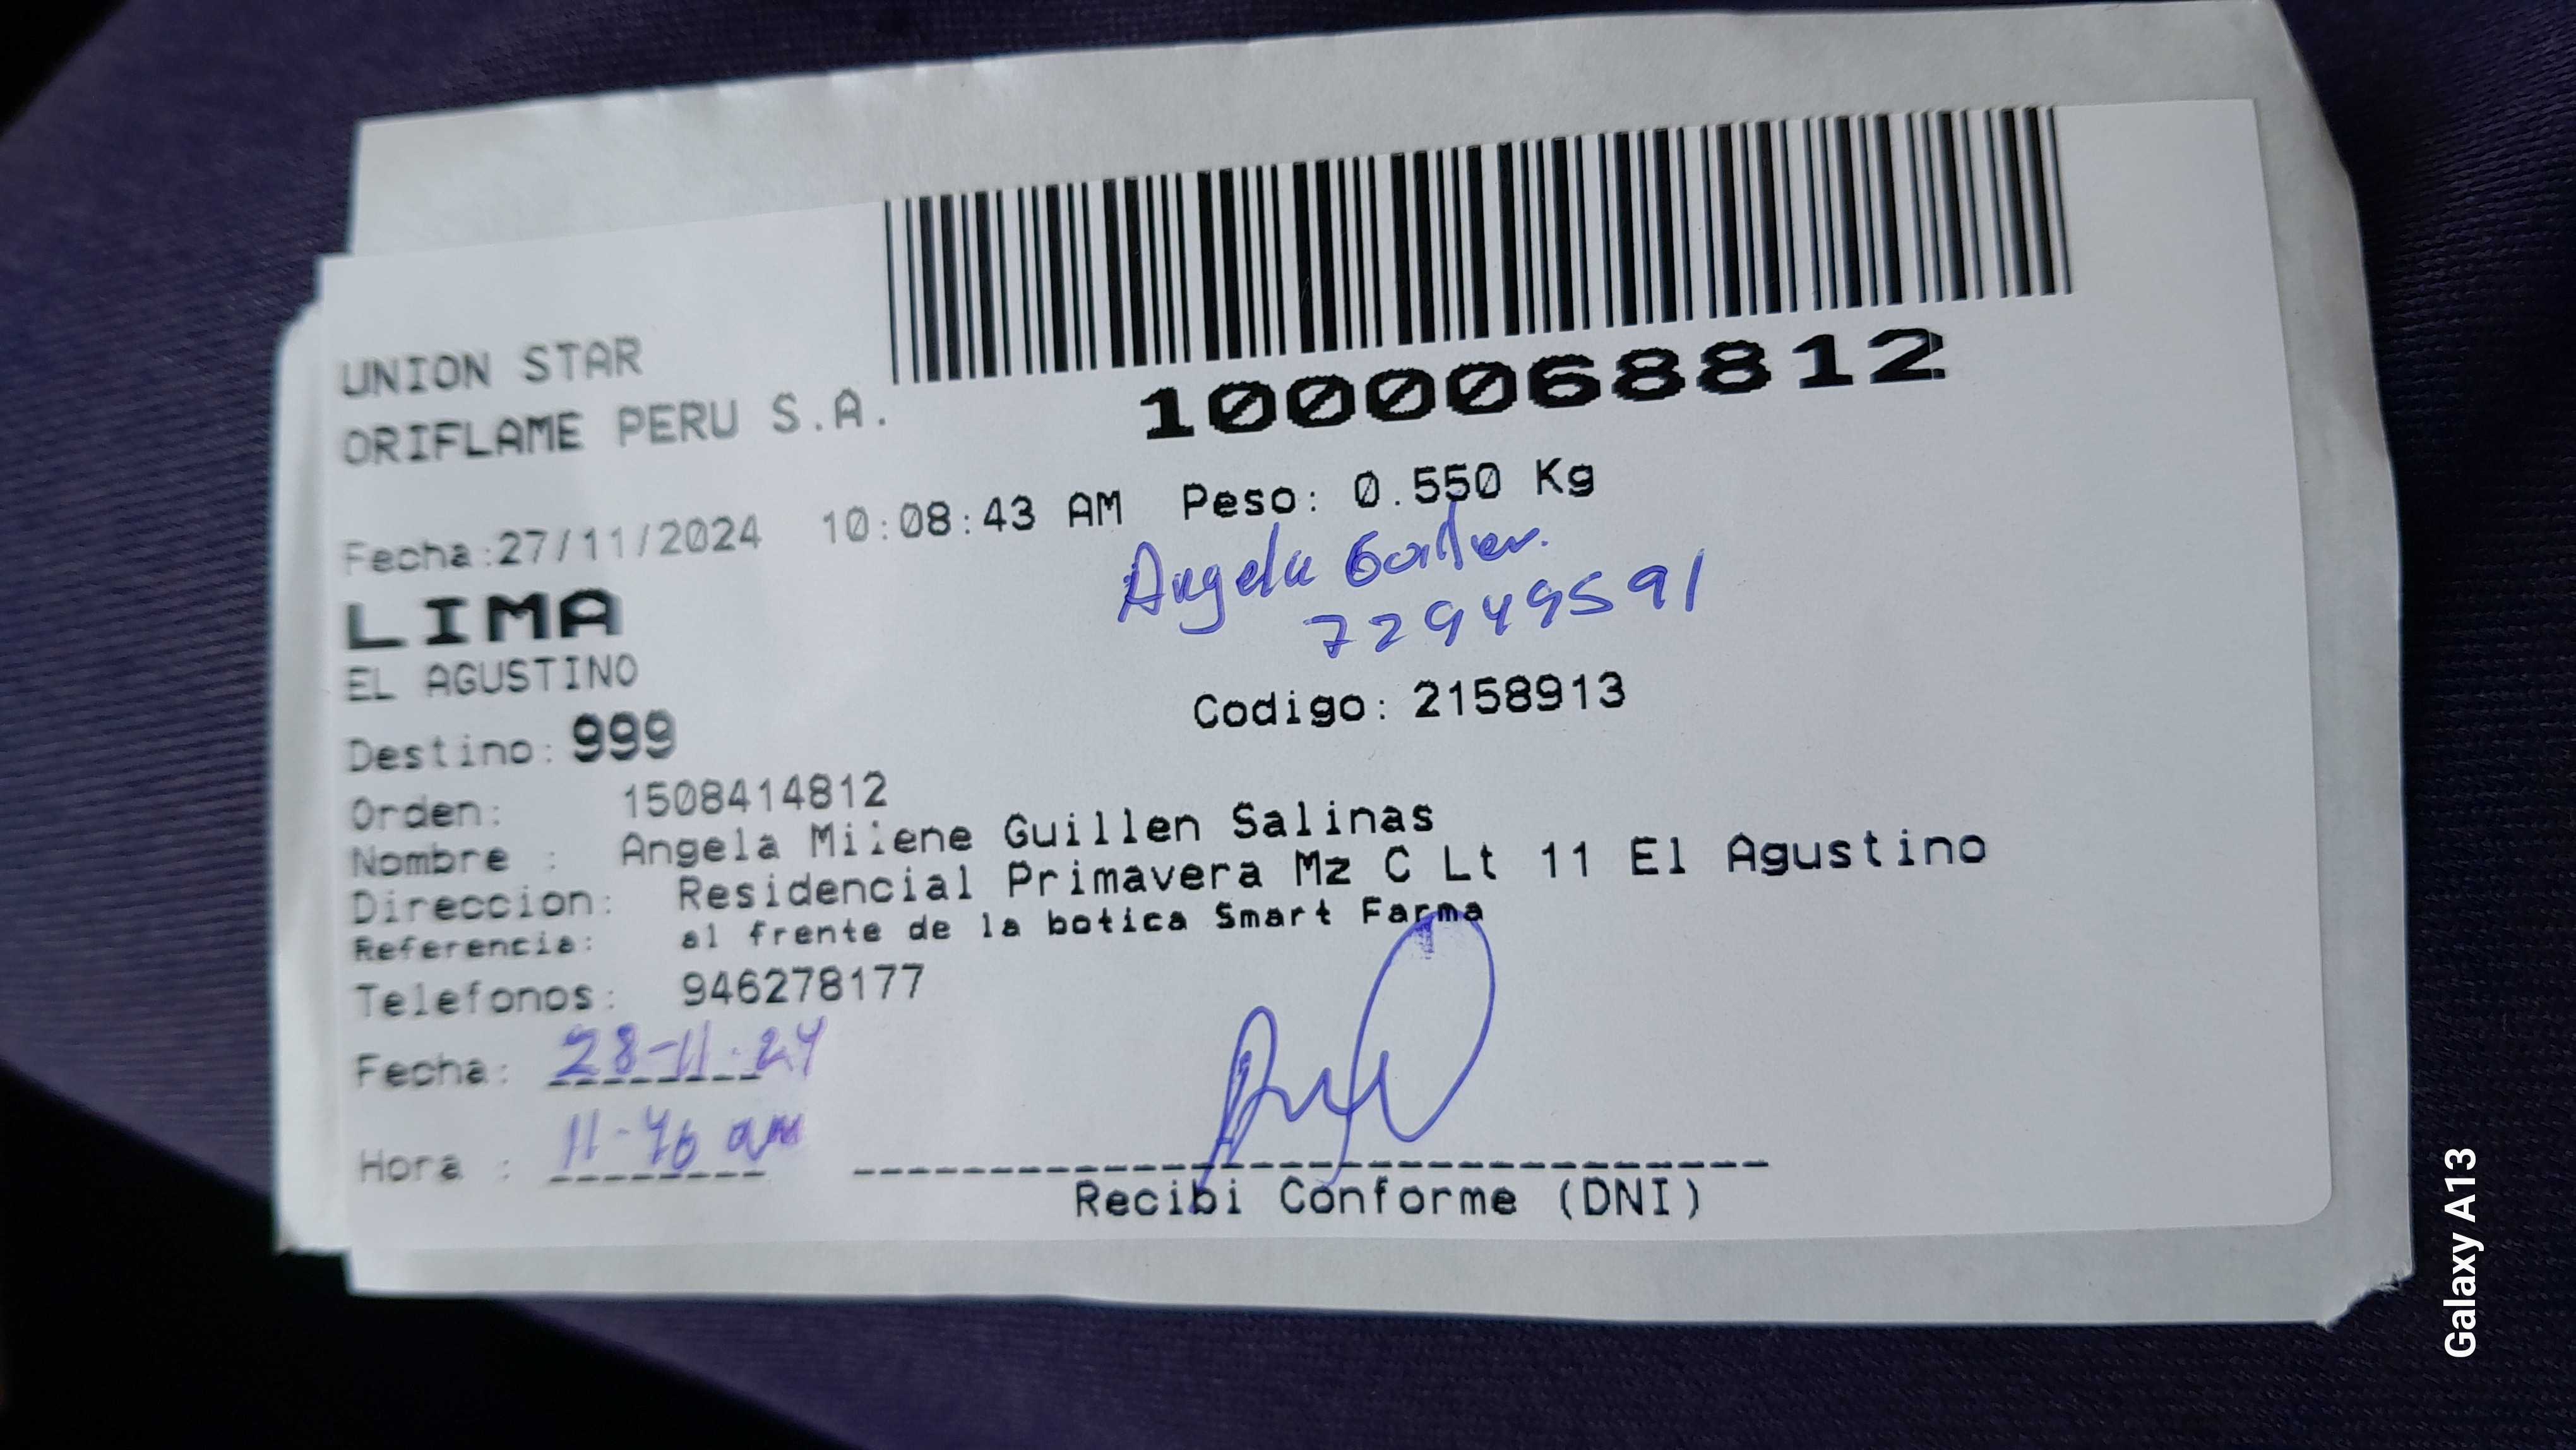 UNION STAR
ORIFLAME PERU S.A.
1000068812
Fecha:27/11/2024 10:08:43 AM Peso: 0.550 Kg
Angela Guillen.
72949591
LIMA
EL AGUSTINO
Codigo: 2158913
Destino: 999
Orden: 1508414812
Nombre : Angela Milene Guillen Salinas
Direccion: Residencial Primavera Mz C Lt 11 El Agustino
Referencia: al frente de la botica Smart Farma
Telefonos: 946278177
Fecha: 28-11-24
Hora : 11-46 am
Recibi Conforme (DNI)
Galaxy A13